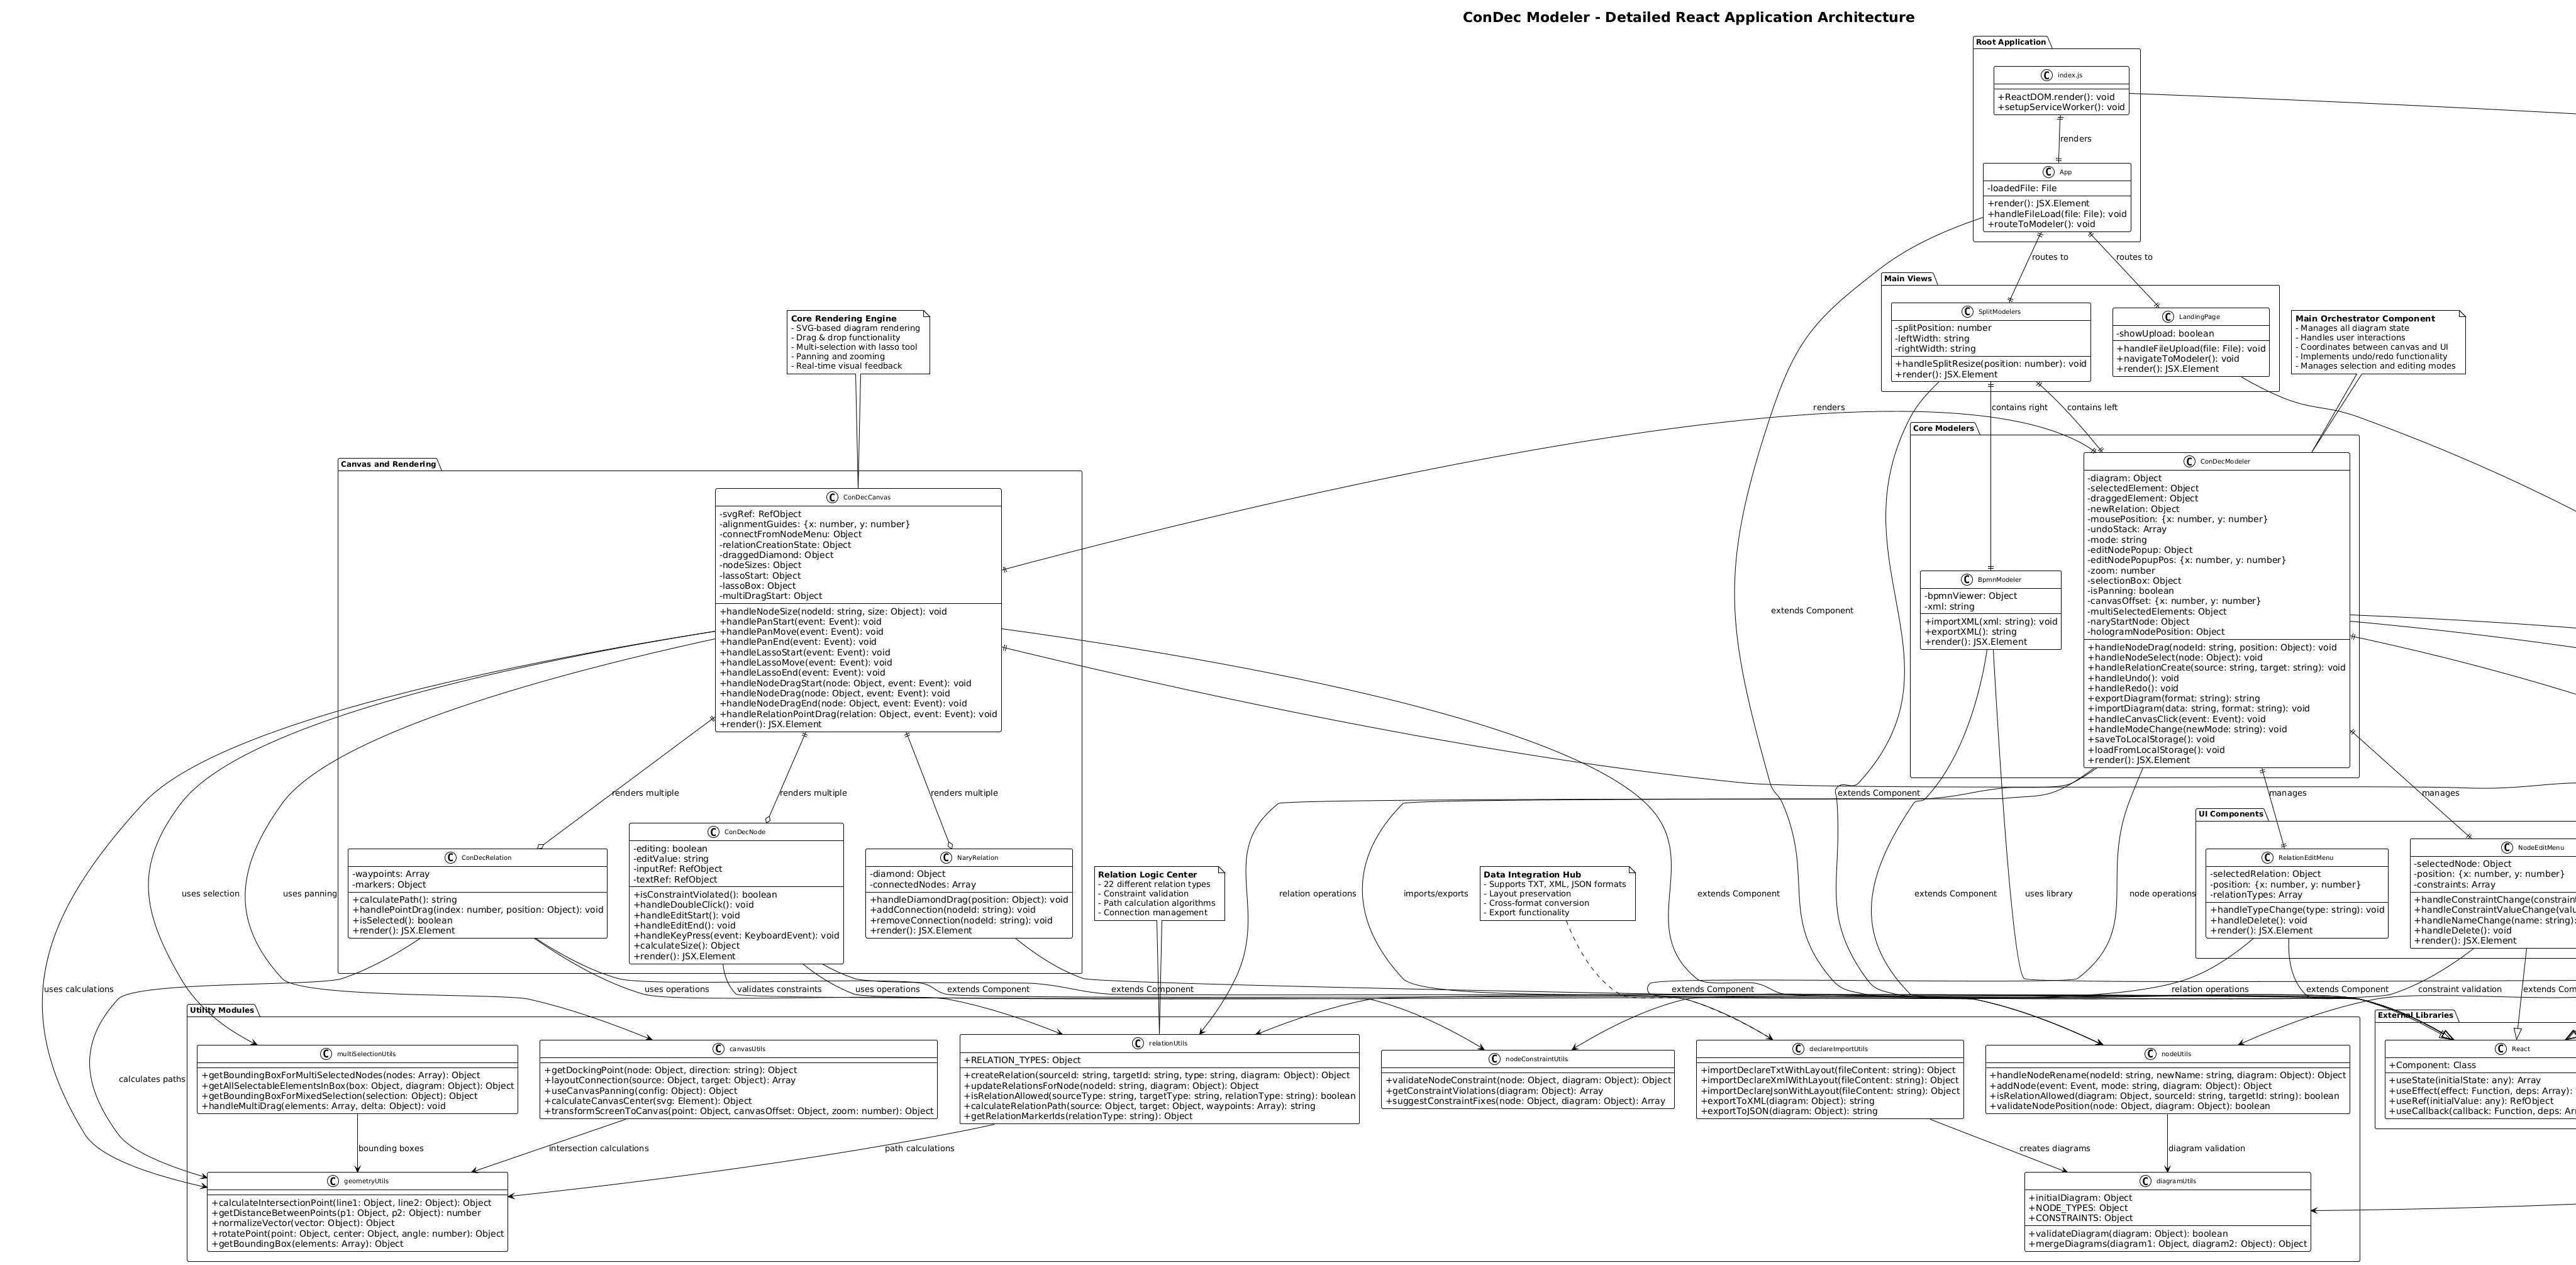 ConDec Modeler - Detailed React Application Architecture
Root Application
index.js
+ReactDOM.render(): void
+setupServiceWorker(): void
renders
App
-loadedFile: File
+render(): JSX.Element
+handleFileLoad(file: File): void
+routeToModeler(): void
routes to
routes to
Main Views
SplitModelers
-splitPosition: number
-leftWidth: string
-rightWidth: string
+handleSplitResize(position: number): void
+render(): JSX.Element
LandingPage
-showUpload: boolean
+handleFileUpload(file: File): void
+navigateToModeler(): void
+render(): JSX.Element
Main Orchestrator Component
- Manages all diagram state
- Handles user interactions
- Coordinates between canvas and UI
- Implements undo/redo functionality
- Manages selection and editing modes
Core Rendering Engine
- SVG-based diagram rendering
- Drag & drop functionality
- Multi-selection with lasso tool
- Panning and zooming
- Real-time visual feedback
renders
contains right
contains left
Core Modelers
ConDecModeler
-diagram: Object
-selectedElement: Object
-draggedElement: Object
-newRelation: Object
-mousePosition: {x: number, y: number}
-undoStack: Array
-mode: string
-editNodePopup: Object
-editNodePopupPos: {x: number, y: number}
-zoom: number
-selectionBox: Object
-isPanning: boolean
-canvasOffset: {x: number, y: number}
-multiSelectedElements: Object
-naryStartNode: Object
-hologramNodePosition: Object
+handleNodeDrag(nodeId: string, position: Object): void
+handleNodeSelect(node: Object): void
+handleRelationCreate(source: string, target: string): void
+handleUndo(): void
+handleRedo(): void
+exportDiagram(format: string): string
+importDiagram(data: string, format: string): void
+handleCanvasClick(event: Event): void
+handleModeChange(newMode: string): void
+saveToLocalStorage(): void
+loadFromLocalStorage(): void
+render(): JSX.Element
BpmnModeler
-bpmnViewer: Object
-xml: string
+importXML(xml: string): void
+exportXML(): string
+render(): JSX.Element
extends Component
Canvas and Rendering
ConDecCanvas
-svgRef: RefObject
-alignmentGuides: {x: number, y: number}
-connectFromNodeMenu: Object
-relationCreationState: Object
-draggedDiamond: Object
-nodeSizes: Object
-lassoStart: Object
-lassoBox: Object
-multiDragStart: Object
+handleNodeSize(nodeId: string, size: Object): void
+handlePanStart(event: Event): void
+handlePanMove(event: Event): void
+handlePanEnd(event: Event): void
+handleLassoStart(event: Event): void
+handleLassoMove(event: Event): void
+handleLassoEnd(event: Event): void
+handleNodeDragStart(node: Object, event: Event): void
+handleNodeDrag(node: Object, event: Event): void
+handleNodeDragEnd(node: Object, event: Event): void
+handleRelationPointDrag(relation: Object, event: Event): void
+render(): JSX.Element
renders multiple
renders multiple
renders multiple
extends Component
manages
manages
ConDecRelation
-waypoints: Array
-markers: Object
+calculatePath(): string
+handlePointDrag(index: number, position: Object): void
+isSelected(): boolean
+render(): JSX.Element
ConDecNode
-editing: boolean
-editValue: string
-inputRef: RefObject
-textRef: RefObject
+isConstraintViolated(): boolean
+handleDoubleClick(): void
+handleEditStart(): void
+handleEditEnd(): void
+handleKeyPress(event: KeyboardEvent): void
+calculateSize(): Object
+render(): JSX.Element
NaryRelation
-diamond: Object
-connectedNodes: Array
+handleDiamondDrag(position: Object): void
+addConnection(nodeId: string): void
+removeConnection(nodeId: string): void
+render(): JSX.Element
Relation Logic Center
- 22 different relation types
- Constraint validation
- Path calculation algorithms
- Connection management
Data Integration Hub
- Supports TXT, XML, JSON formats
- Layout preservation
- Cross-format conversion
- Export functionality
UI Components
RelationEditMenu
-selectedRelation: Object
-position: {x: number, y: number}
-relationTypes: Array
+handleTypeChange(type: string): void
+handleDelete(): void
+render(): JSX.Element
NodeEditMenu
-selectedNode: Object
-position: {x: number, y: number}
-constraints: Array
+handleConstraintChange(constraint
+handleConstraintValueChange(valu
+handleNameChange(name: string):
+handleDelete(): void
+render(): JSX.Element
uses selection
uses panning
relation operations
imports/exports
extends Component
extends Component
uses library
node operations
uses calculations
uses operations
validates constraints
uses operations
extends Component
extends Component
extends Component
relation operations
extends Component
constraint validation
extends Com
Utility Modules
multiSelectionUtils
+getBoundingBoxForMultiSelectedNodes(nodes: Array): Object
+getAllSelectableElementsInBox(box: Object, diagram: Object): Object
+getBoundingBoxForMixedSelection(selection: Object): Object
+handleMultiDrag(elements: Array, delta: Object): void
canvasUtils
+getDockingPoint(node: Object, direction: string): Object
+layoutConnection(source: Object, target: Object): Array
+useCanvasPanning(config: Object): Object
+calculateCanvasCenter(svg: Element): Object
+transformScreenToCanvas(point: Object, canvasOffset: Object, zoom: number): Object
relationUtils
+RELATION_TYPES: Object
+createRelation(sourceId: string, targetId: string, type: string, diagram: Object): Object
+updateRelationsForNode(nodeId: string, diagram: Object): Object
+isRelationAllowed(sourceType: string, targetType: string, relationType: string): boolean
+calculateRelationPath(source: Object, target: Object, waypoints: Array): string
+getRelationMarkerIds(relationType: string): Object
nodeConstraintUtils
+validateNodeConstraint(node: Object, diagram: Object): Object
+getConstraintViolations(diagram: Object): Array
+suggestConstraintFixes(node: Object, diagram: Object): Array
declareImportUtils
+importDeclareTxtWithLayout(fileContent: string): Object
+importDeclareXmlWithLayout(fileContent: string): Object
+importDeclareJsonWithLayout(fileContent: string): Object
+exportToXML(diagram: Object): string
+exportToJSON(diagram: Object): string
nodeUtils
+handleNodeRename(nodeId: string, newName: string, diagram: Object): Object
+addNode(event: Event, mode: string, diagram: Object): Object
+isRelationAllowed(diagram: Object, sourceId: string, targetId: string): boolean
+validateNodePosition(node: Object, diagram: Object): boolean
External Libraries
React
+Component: Class
+useState(initialState: any): Array
+useEffect(effect: Function, deps: Array):
+useRef(initialValue: any): RefObject
+useCallback(callback: Function, deps: Arr
calculates paths
bounding boxes
intersection calculations
path calculations
creates diagrams
diagram validation
geometryUtils
+calculateIntersectionPoint(line1: Object, line2: Object): Object
+getDistanceBetweenPoints(p1: Object, p2: Object): number
+normalizeVector(vector: Object): Object
+rotatePoint(point: Object, center: Object, angle: number): Object
+getBoundingBox(elements: Array): Object
diagramUtils
+initialDiagram: Object
+NODE_TYPES: Object
+CONSTRAINTS: Object
+validateDiagram(diagram: Object): boolean
+mergeDiagrams(diagram1: Object, diagram2: Object): Object